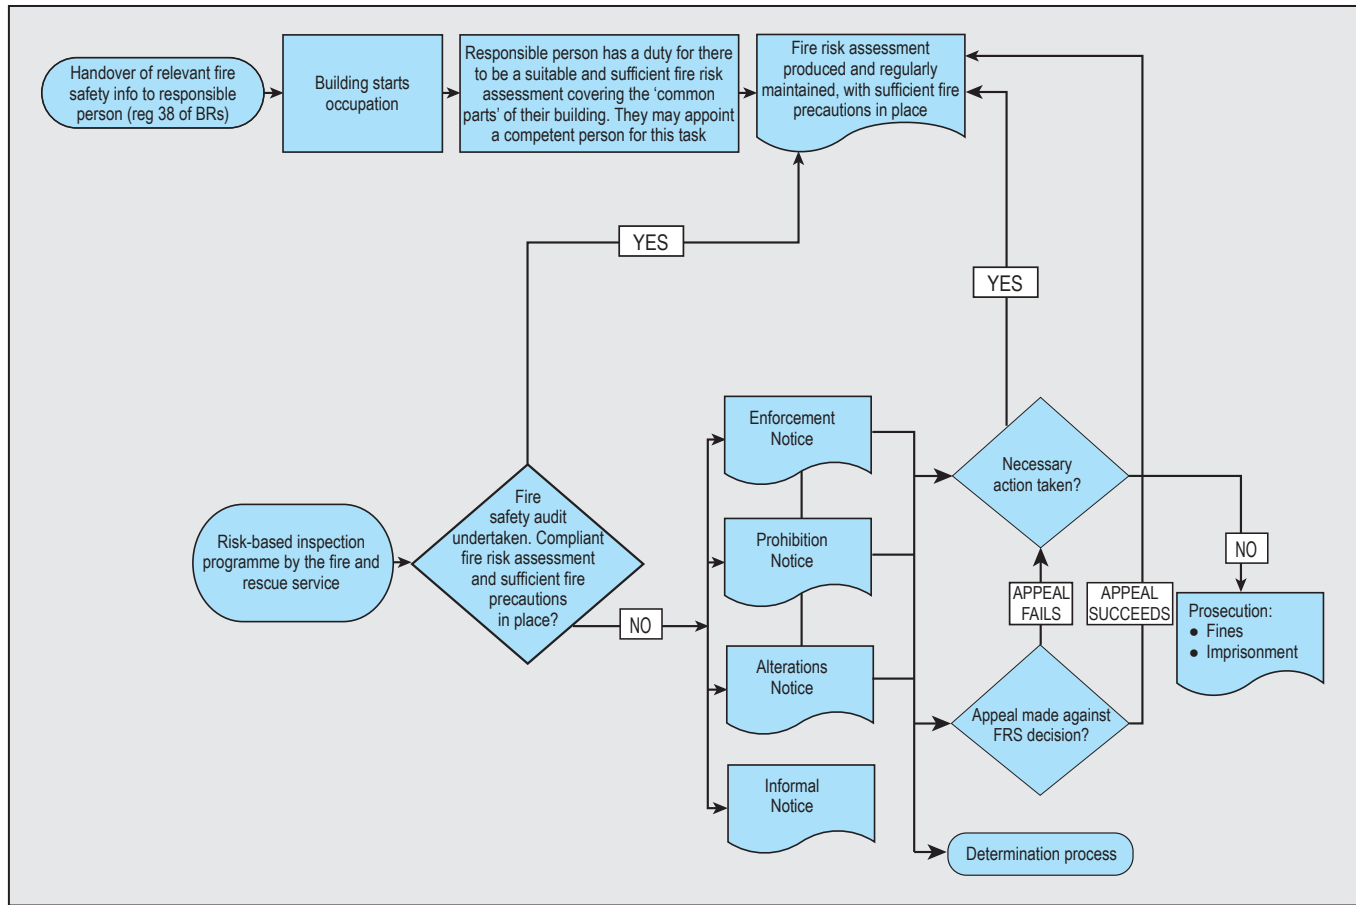 Handover of relevant fire
safety info to responsible
person (reg 38 of BRs)
Building starts
occupation
Responsible person has a duty for there
to be a suitable and sufficient fire risk
assessment covering the ‘common
parts’ of their building. They may appoint
a competent person for this task
Fire risk assessment
produced and regularly
maintained, with sufficient fire
precautions in place
YES
YES
Risk-based inspection
programme by the fire and
rescue service
Fire
safety audit
undertaken. Compliant
fire risk assessment
and sufficient fire
precautions
in place?
NO
Enforcement
Notice
Prohibition
Notice
Alterations
Notice
Informal
Notice
Necessary
action taken?
NO
APPEAL
FAILS
APPEAL
SUCCEEDS
Prosecution:
● Fines
● Imprisonment
Appeal made against
FRS decision?
Determination process